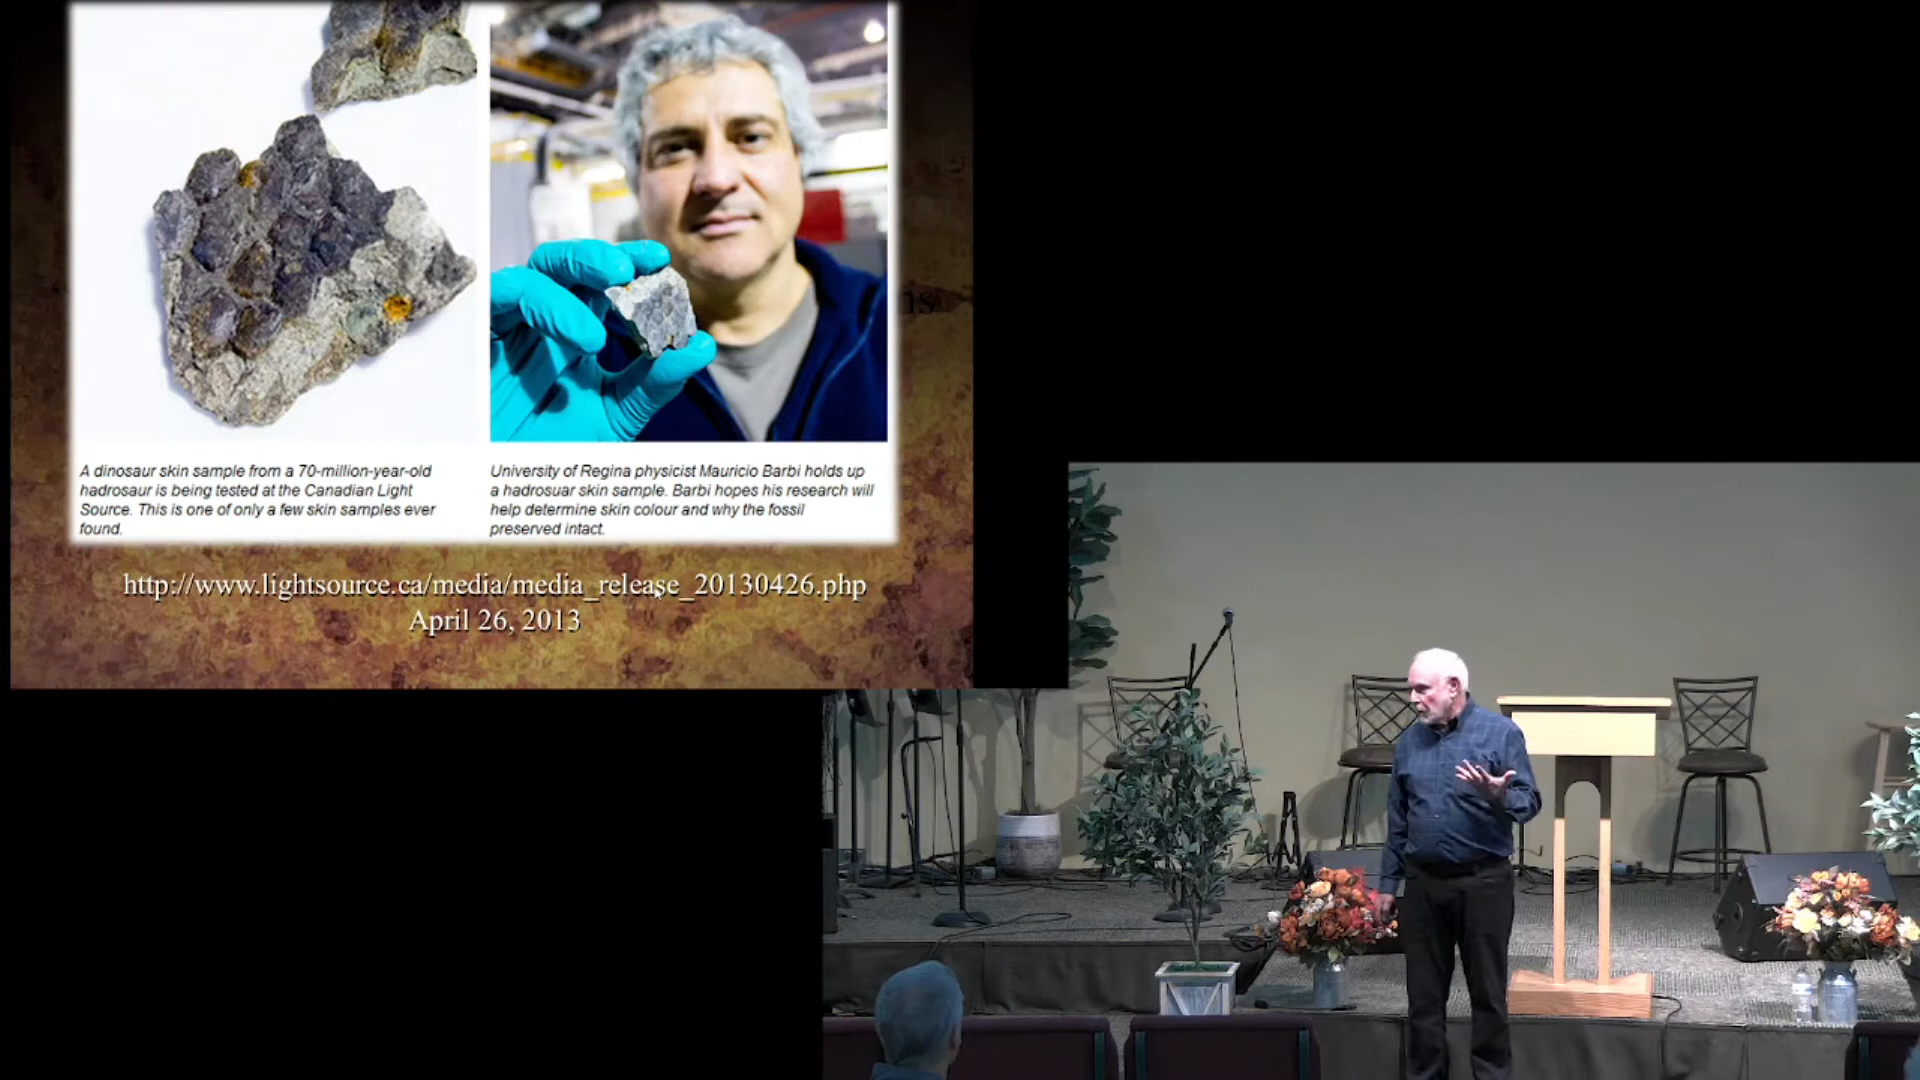 A dinosaur skin sample from a 70-million-year-old
hadrosaur is being tested at the Canadian Light
Source. This is one of only a few skin samples ever
found.
University of Regina physicist Mauricio Barbi holds up
a hadrosuar skin sample. Barbi hopes his research will
help determine skin colour and why the fossil
preserved intact.
http://www.lightsource.ca/media/media_release_20130426.php
April 26, 2013